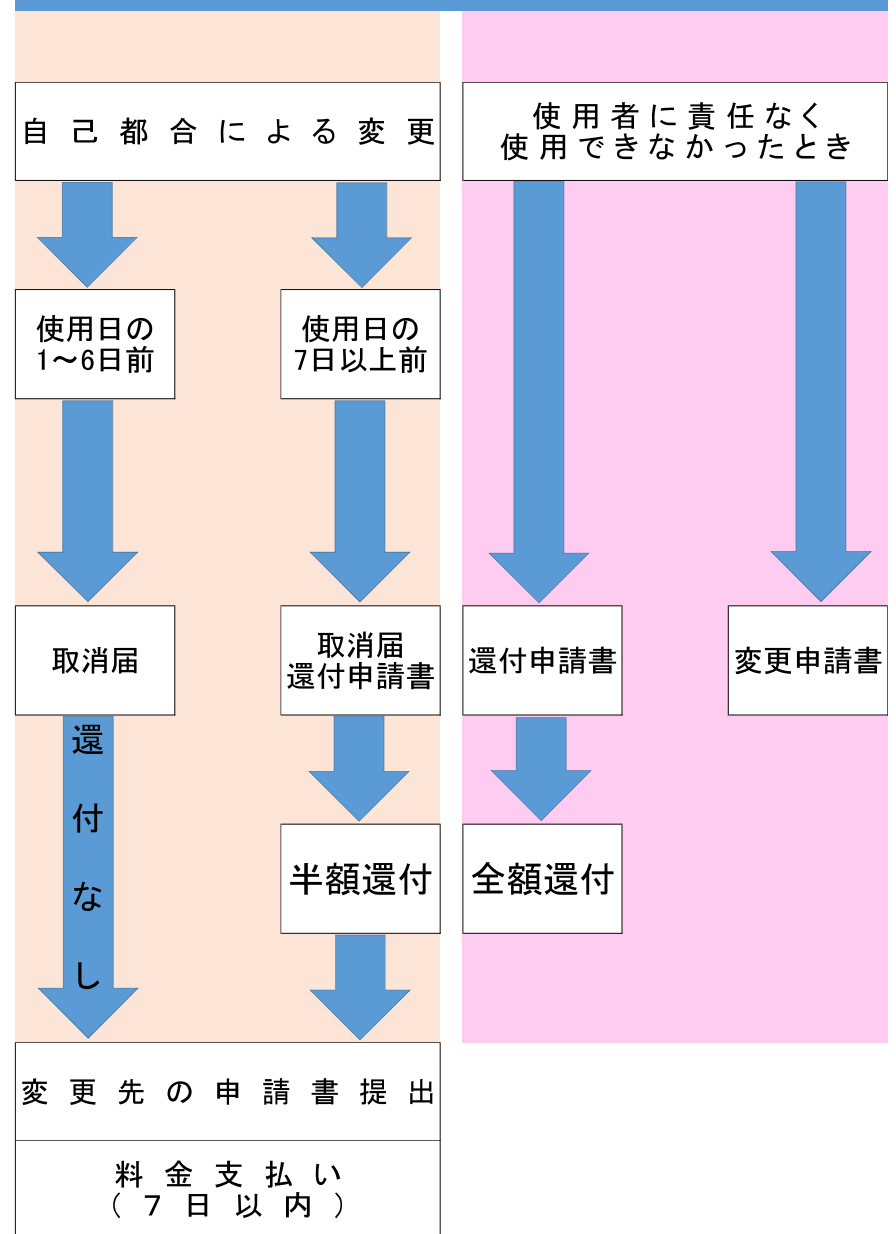 自己都合による変更
使用者に責任なく
使用できなかったとき
使用日の
1～6日前
使用日の
7日以上前
取消届
取消届
還付申請書
還付申請書
変更申請書
還付なし
半額還付
全額還付
変更先の申請書提出
料金支払い
(7日以内)